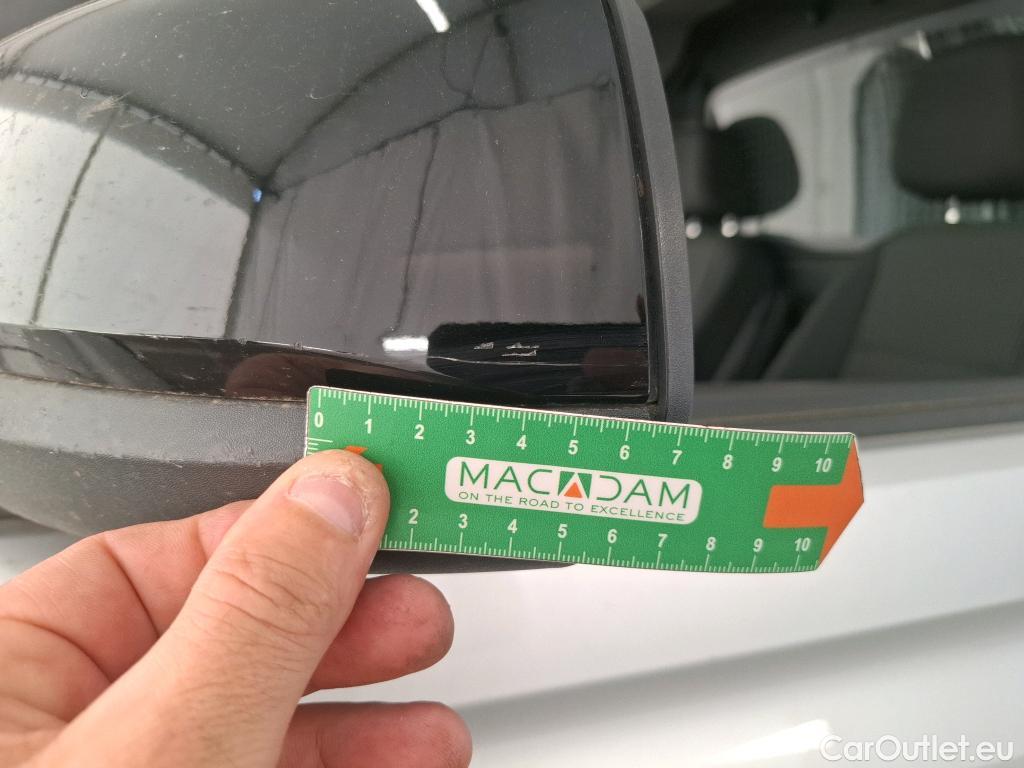 0 1 2 3 4 5 6 7 8 9 10
MACADAM
ON THE ROAD TO EXCELLENCE
2 3 4 5 6 7 8 9 10
CarOutlet.eu